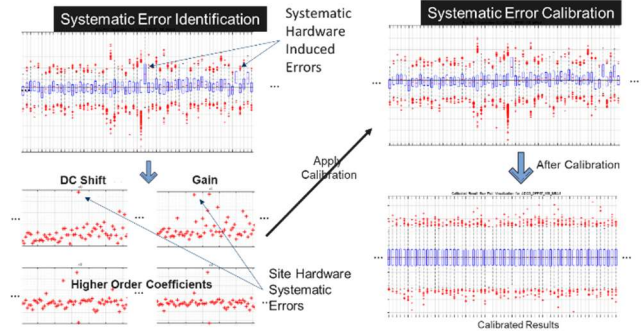 Systematic Error Identification
Systematic
Hardware
Induced
Errors
Systematic Error Calibration
...
...
...
...
DC Shift
Gain
Apply
Calibration
After Calibration
...
...
...
Higher Order Coefficients
Site Hardware
Systematic
Errors
...
...
...
...
...
Calibrated Results